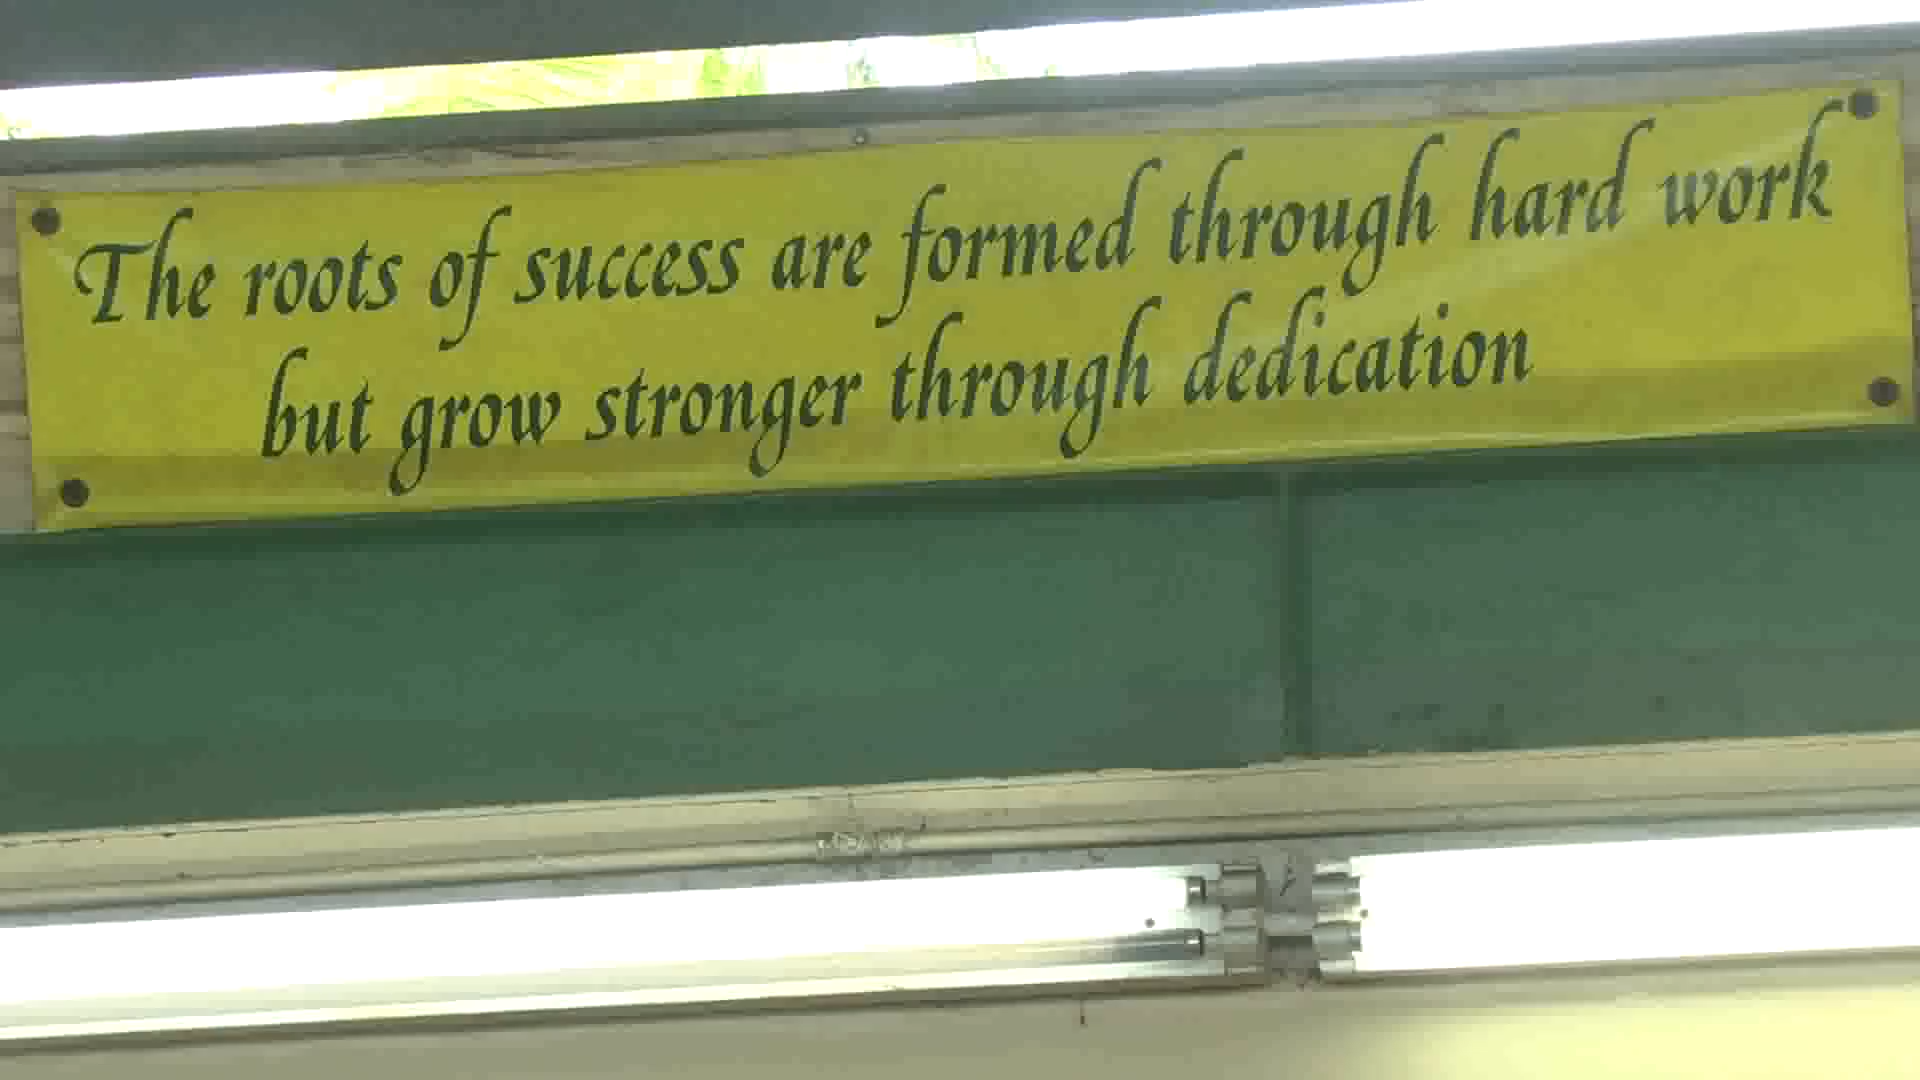 The roots of success are formed through hard work
but grow stronger through dedication